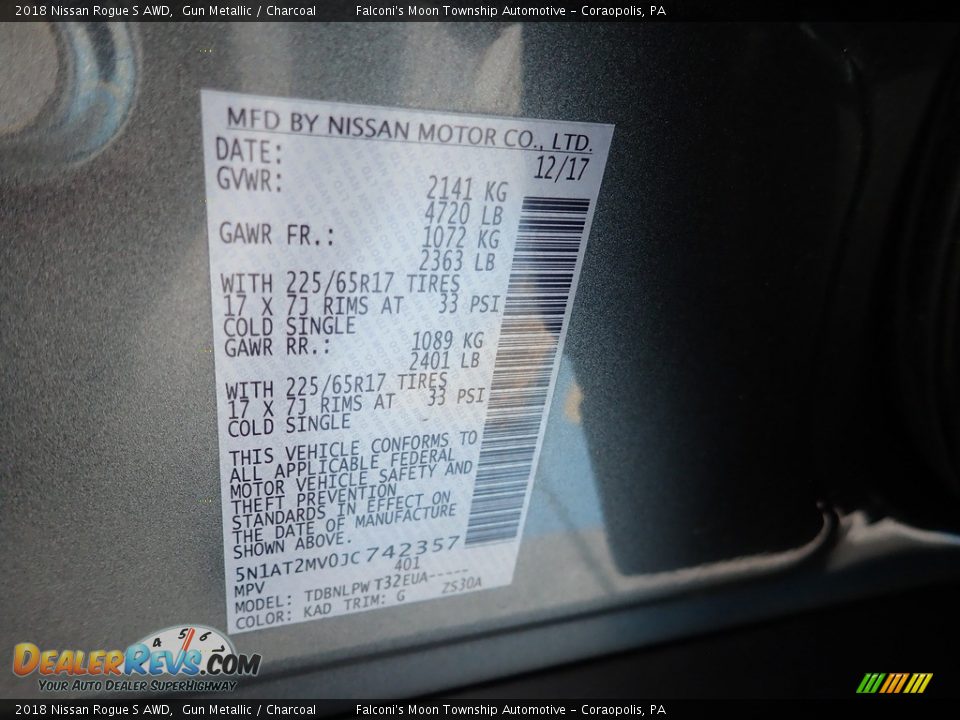 2018 Nissan Rogue S AWD, Gun Metallic / Charcoal Falconi's Moon Township Automotive - Coraopolis, PA
MFD BY NISSAN MOTOR CO., LTD.
DATE: 12/17
GVWR: 2141 KG
4720 LB
GAWR FR.: 1072 KG
2363 LB
WITH 225/65R17 TIRES
17 X 7J RIMS AT 33 PSI
COLD SINGLE
GAWR RR.: 1089 KG
2401 LB
WITH 225/65R17 TIRES
17 X 7J RIMS AT 33 PSI
COLD SINGLE -
THIS VEHICLE CONFORMS TO
ALL APPLICABLE FEDERAL
MOTOR VEHICLE SAFETY AND
THEFT PREVENTION
STANDARDS IN EFFECT ON
THE DATE OF MANUFACTURE
SHOWN ABOVE.
5N1AT2MV0JC742357
MPV 401
MODEL: TDBNLPW T32EUA-----
COLOR: KAD TRIM: G ZS30A
4 5 6
DEALERREVS.COM
YOUR AUTO DEALER SUPERHIGHWAY
2018 Nissan Rogue S AWD, Gun Metallic / Charcoal Falconi's Moon Township Automotive - Coraopolis, PA